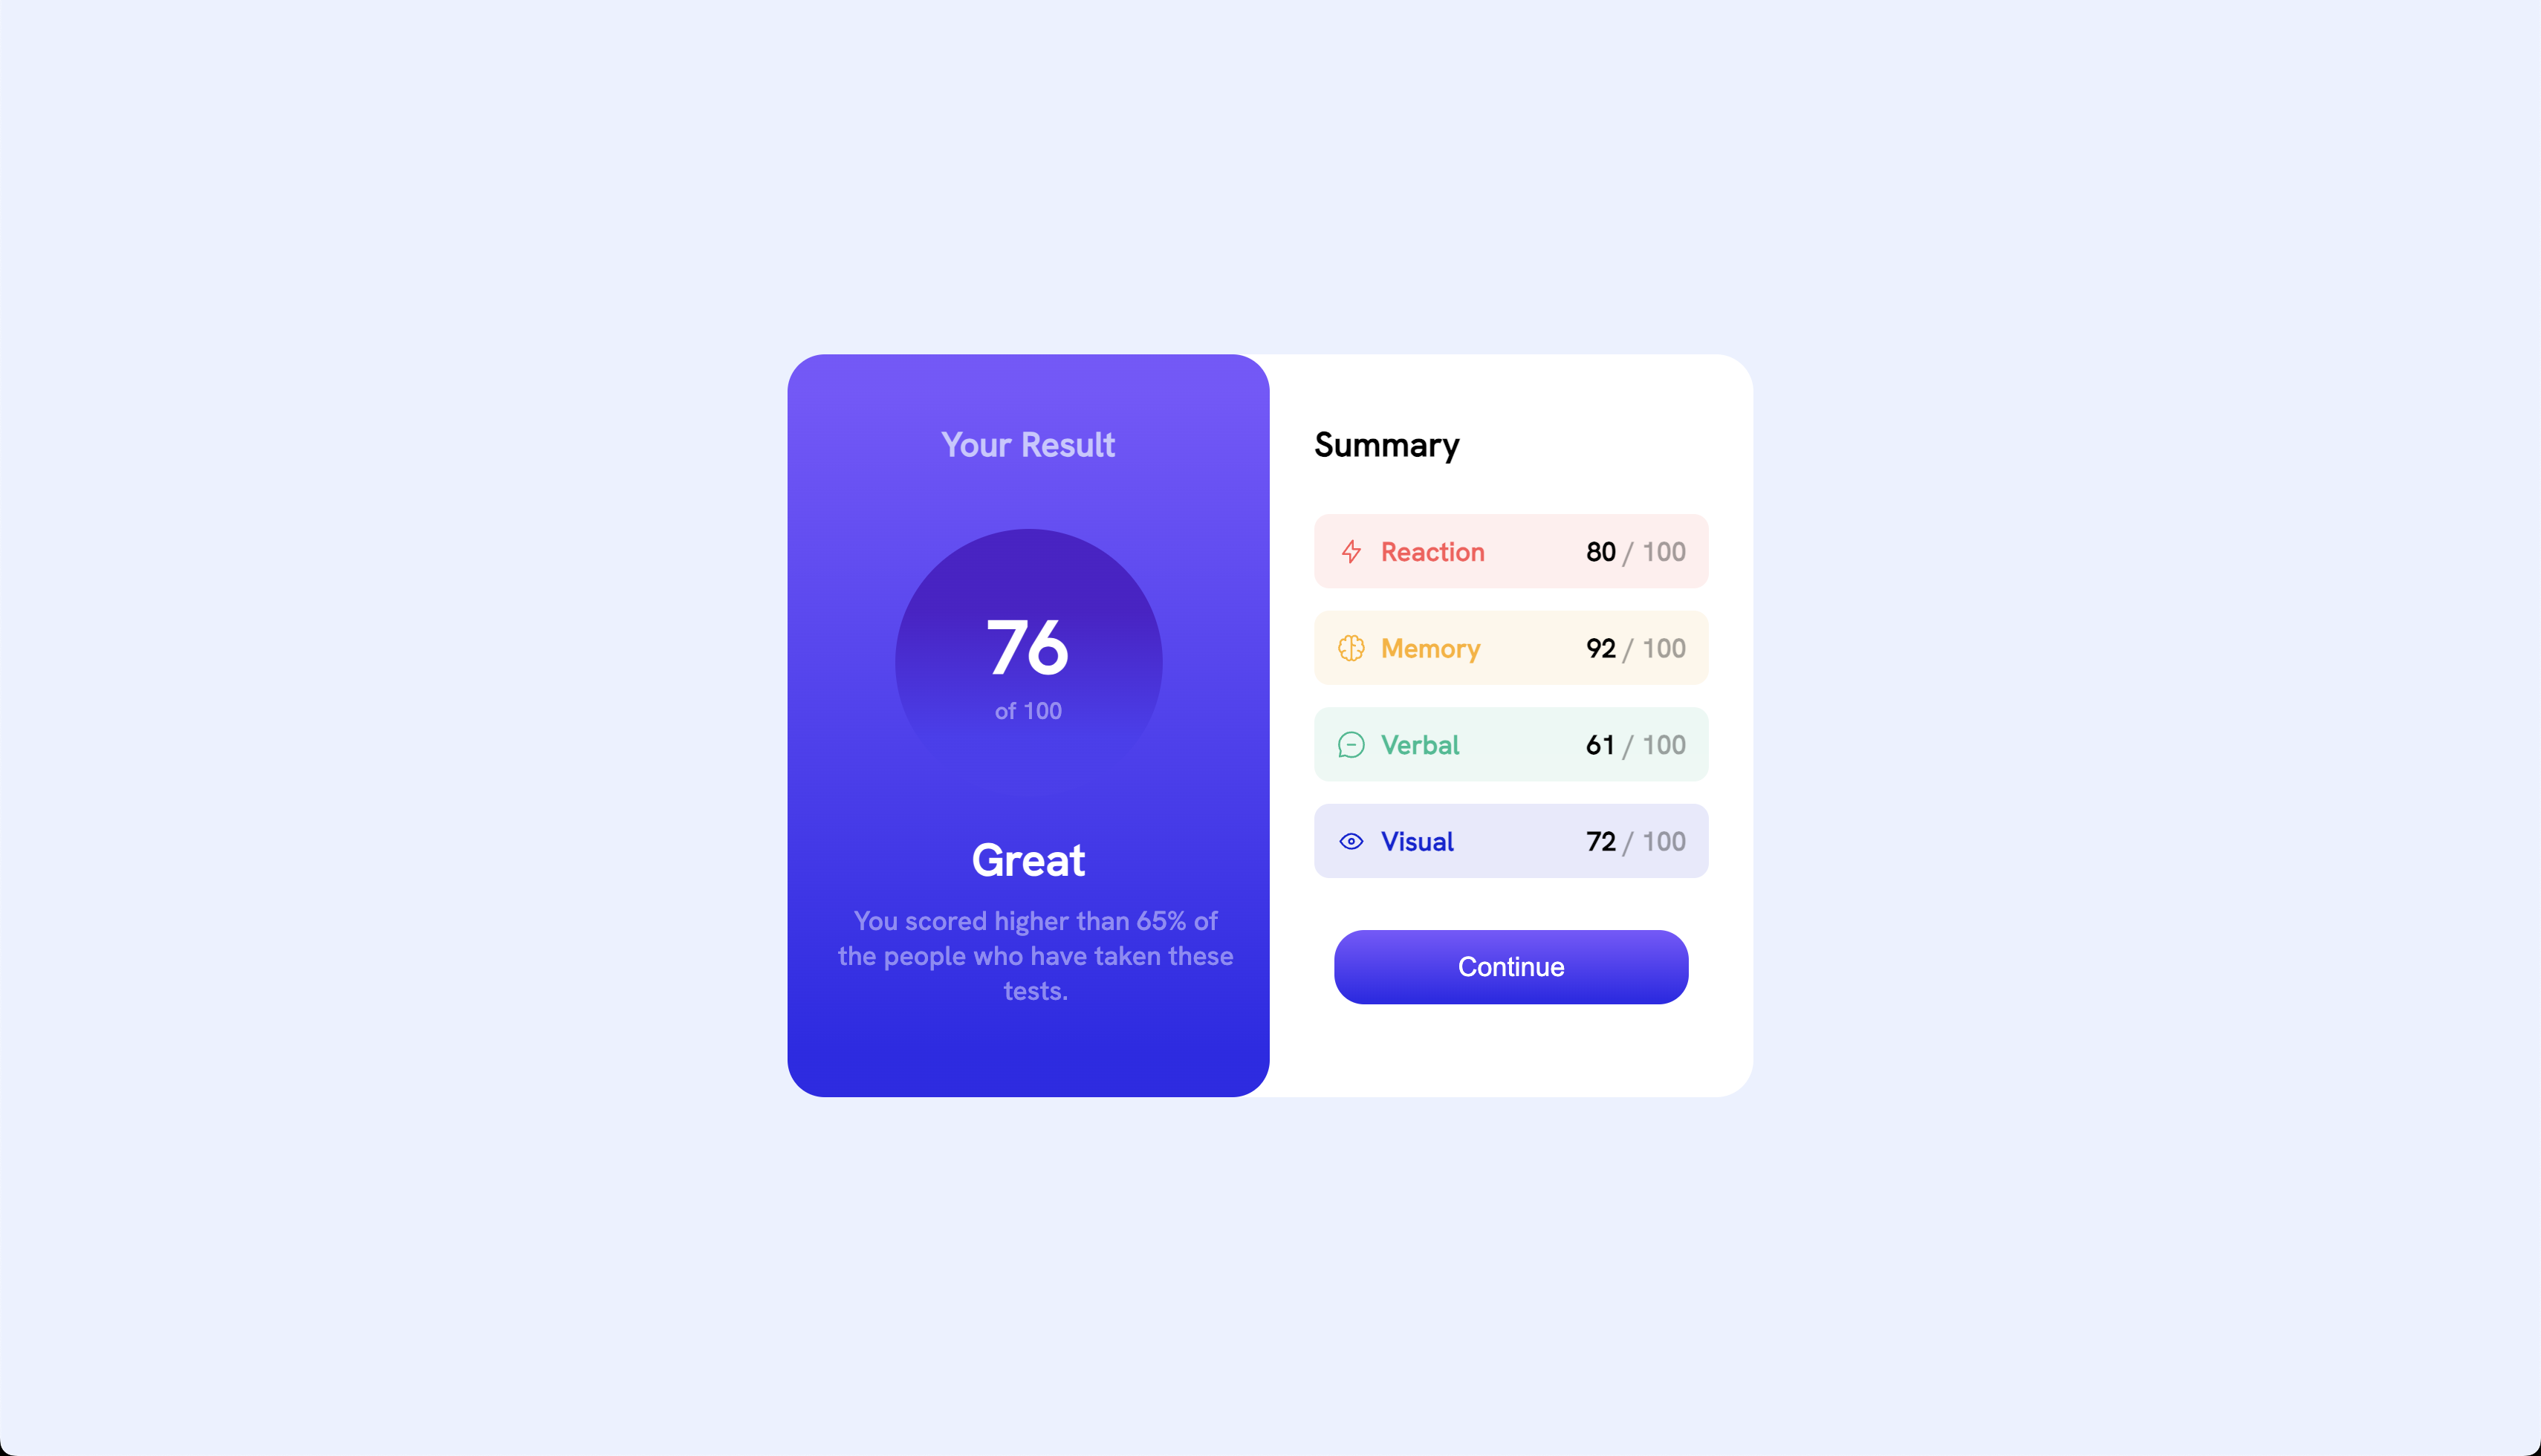 Your Result
76
of 100
Great
You scored higher than 65% of
the people who have taken these
tests.
Summary
Reaction 80 / 100
Memory 92 / 100
Verbal 61 / 100
Visual 72 / 100
Continue